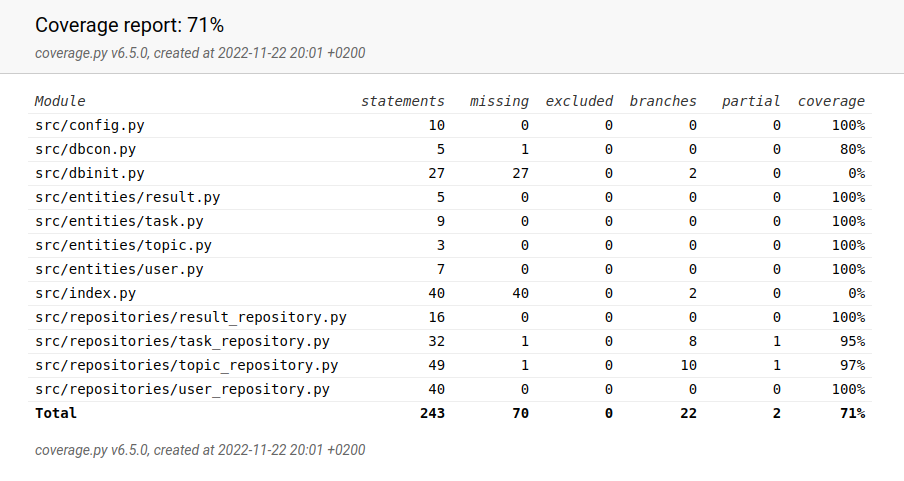 Coverage report: 71%
coverage.py v6.5.0, created at 2022-11-22 20:01 +0200
Module statements missing excluded branches partial coverage
src/config.py 10 0 0 0 0 100%
src/dbcon.py 5 1 0 0 0 80%
src/dbinit.py 27 27 0 2 0 0%
src/entities/result.py 5 0 0 0 0 100%
src/entities/task.py 9 0 0 0 0 100%
src/entities/topic.py 3 0 0 0 0 100%
src/entities/user.py 7 0 0 0 0 100%
src/index.py 40 40 0 2 0 0%
src/repositories/result_repository.py 16 0 0 0 0 100%
src/repositories/task_repository.py 32 1 0 8 1 95%
src/repositories/topic_repository.py 49 1 0 10 1 97%
src/repositories/user_repository.py 40 0 0 0 0 100%
Total 243 70 0 22 2 71%
coverage.py v6.5.0, created at 2022-11-22 20:01 +0200